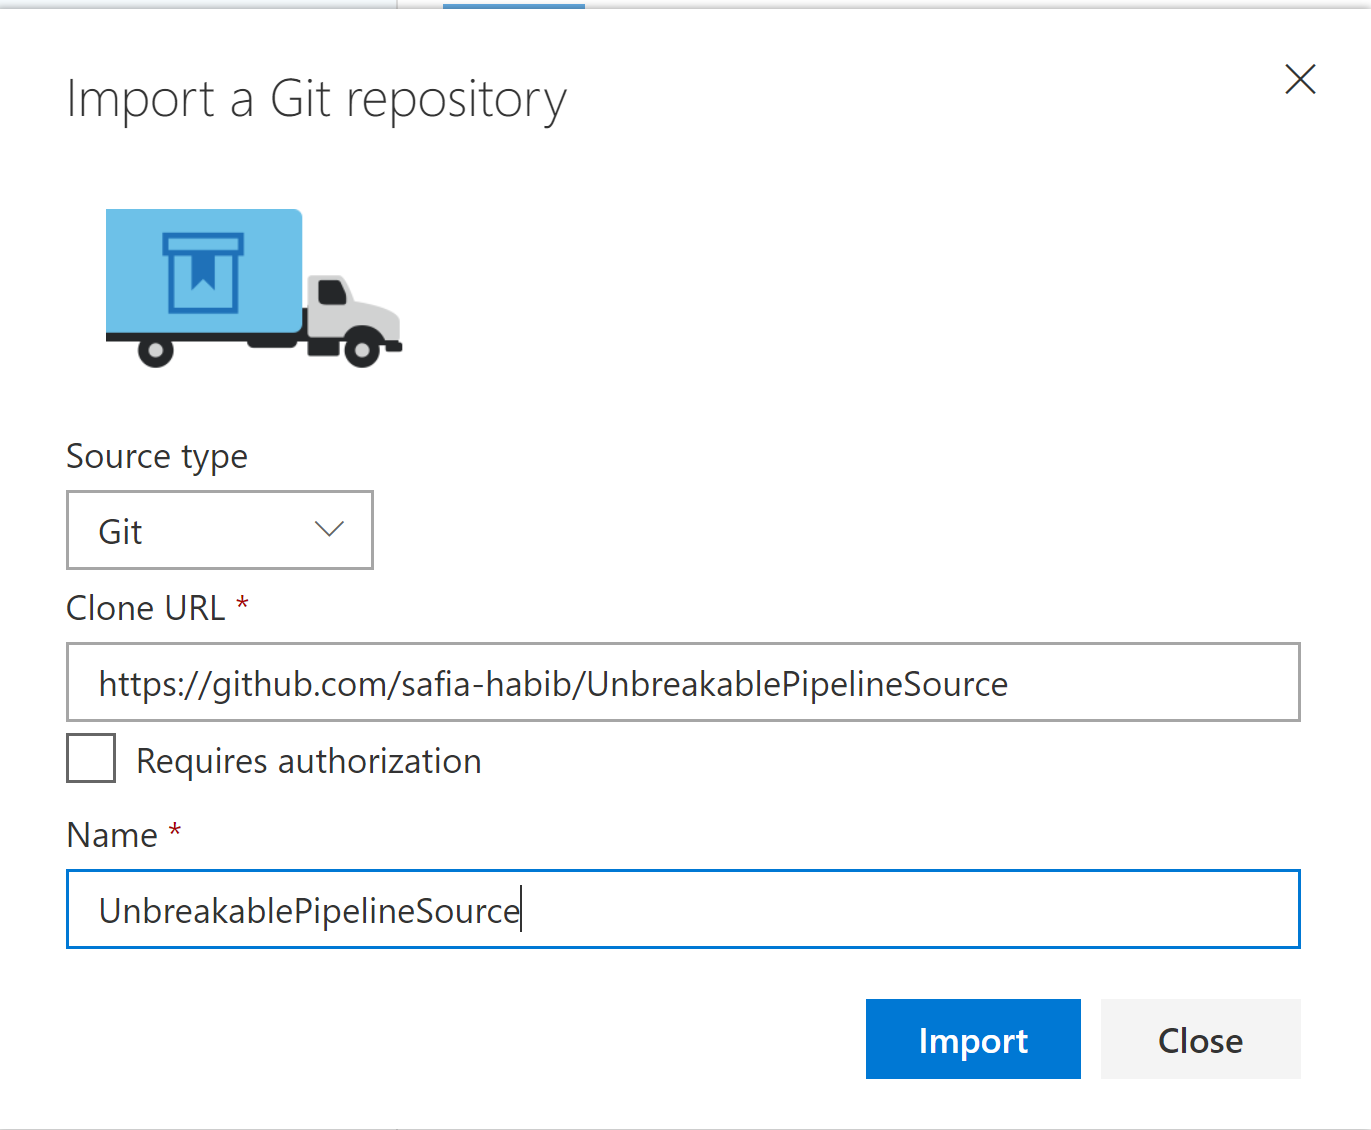 Import a Git repository
Source type
Git
Clone URL *
https://github.com/safia-habib/UnbreakablePipelineSource
Requires authorization
Name *
UnbreakablePipelineSource
Import
Close